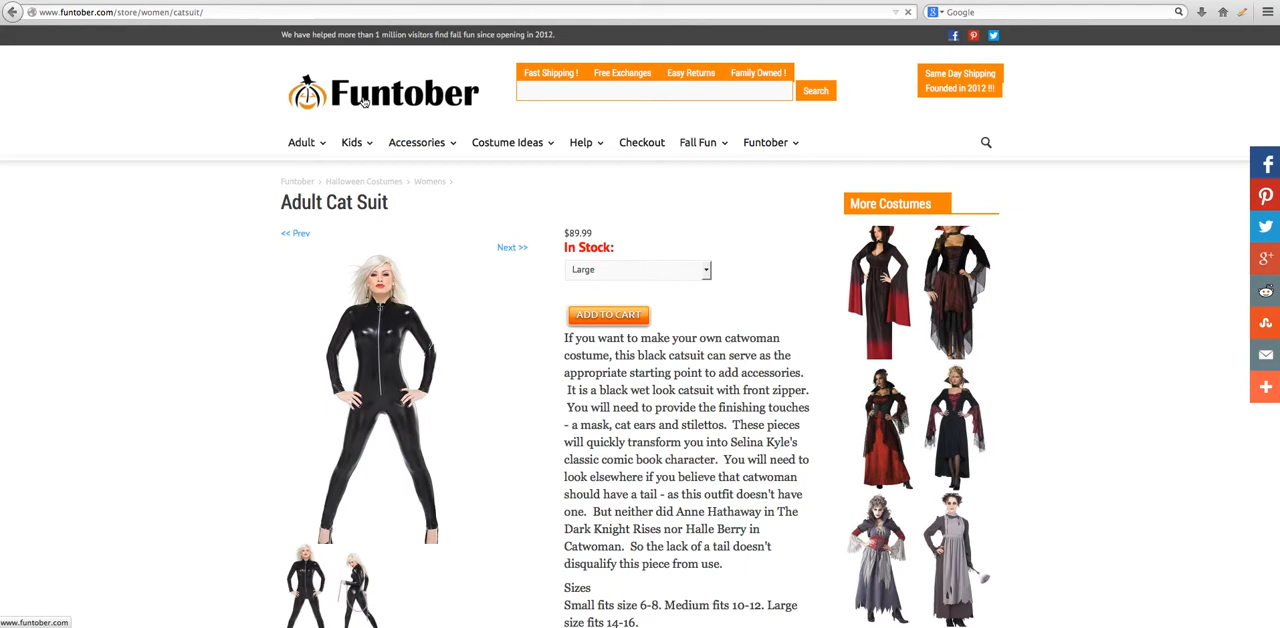 www.funtober.com/store/women/catsuit/
Google
We have helped more than 1 million visitors find fall fun since opening in 2012.
Funtober
Fast Shipping ! Free Exchanges Easy Returns Family Owned !
Search
Same Day Shipping
Founded in 2012 !!!
Adult Kids Accessories Costume Ideas Help Checkout Fall Fun Funtober
Funtober > Halloween Costumes > Womens >
Adult Cat Suit
<< Prev
Next >>
$89.99
In Stock:
Large
ADD TO CART
If you want to make your own catwoman
costume, this black catsuit can serve as the
appropriate starting point to add accessories.
It is a black wet look catsuit with front zipper.
You will need to provide the finishing touches
- a mask, cat ears and stilettos. These pieces
will quickly transform you into Selina Kyle's
classic comic book character. You will need to
look elsewhere if you believe that catwoman
should have a tail - as this outfit doesn't have
one. But neither did Anne Hathaway in The
Dark Knight Rises nor Halle Berry in
Catwoman. So the lack of a tail doesn't
disqualify this piece from use.
Sizes
Small fits size 6-8. Medium fits 10-12. Large
size fits 14-16.
More Costumes
www.funtober.com